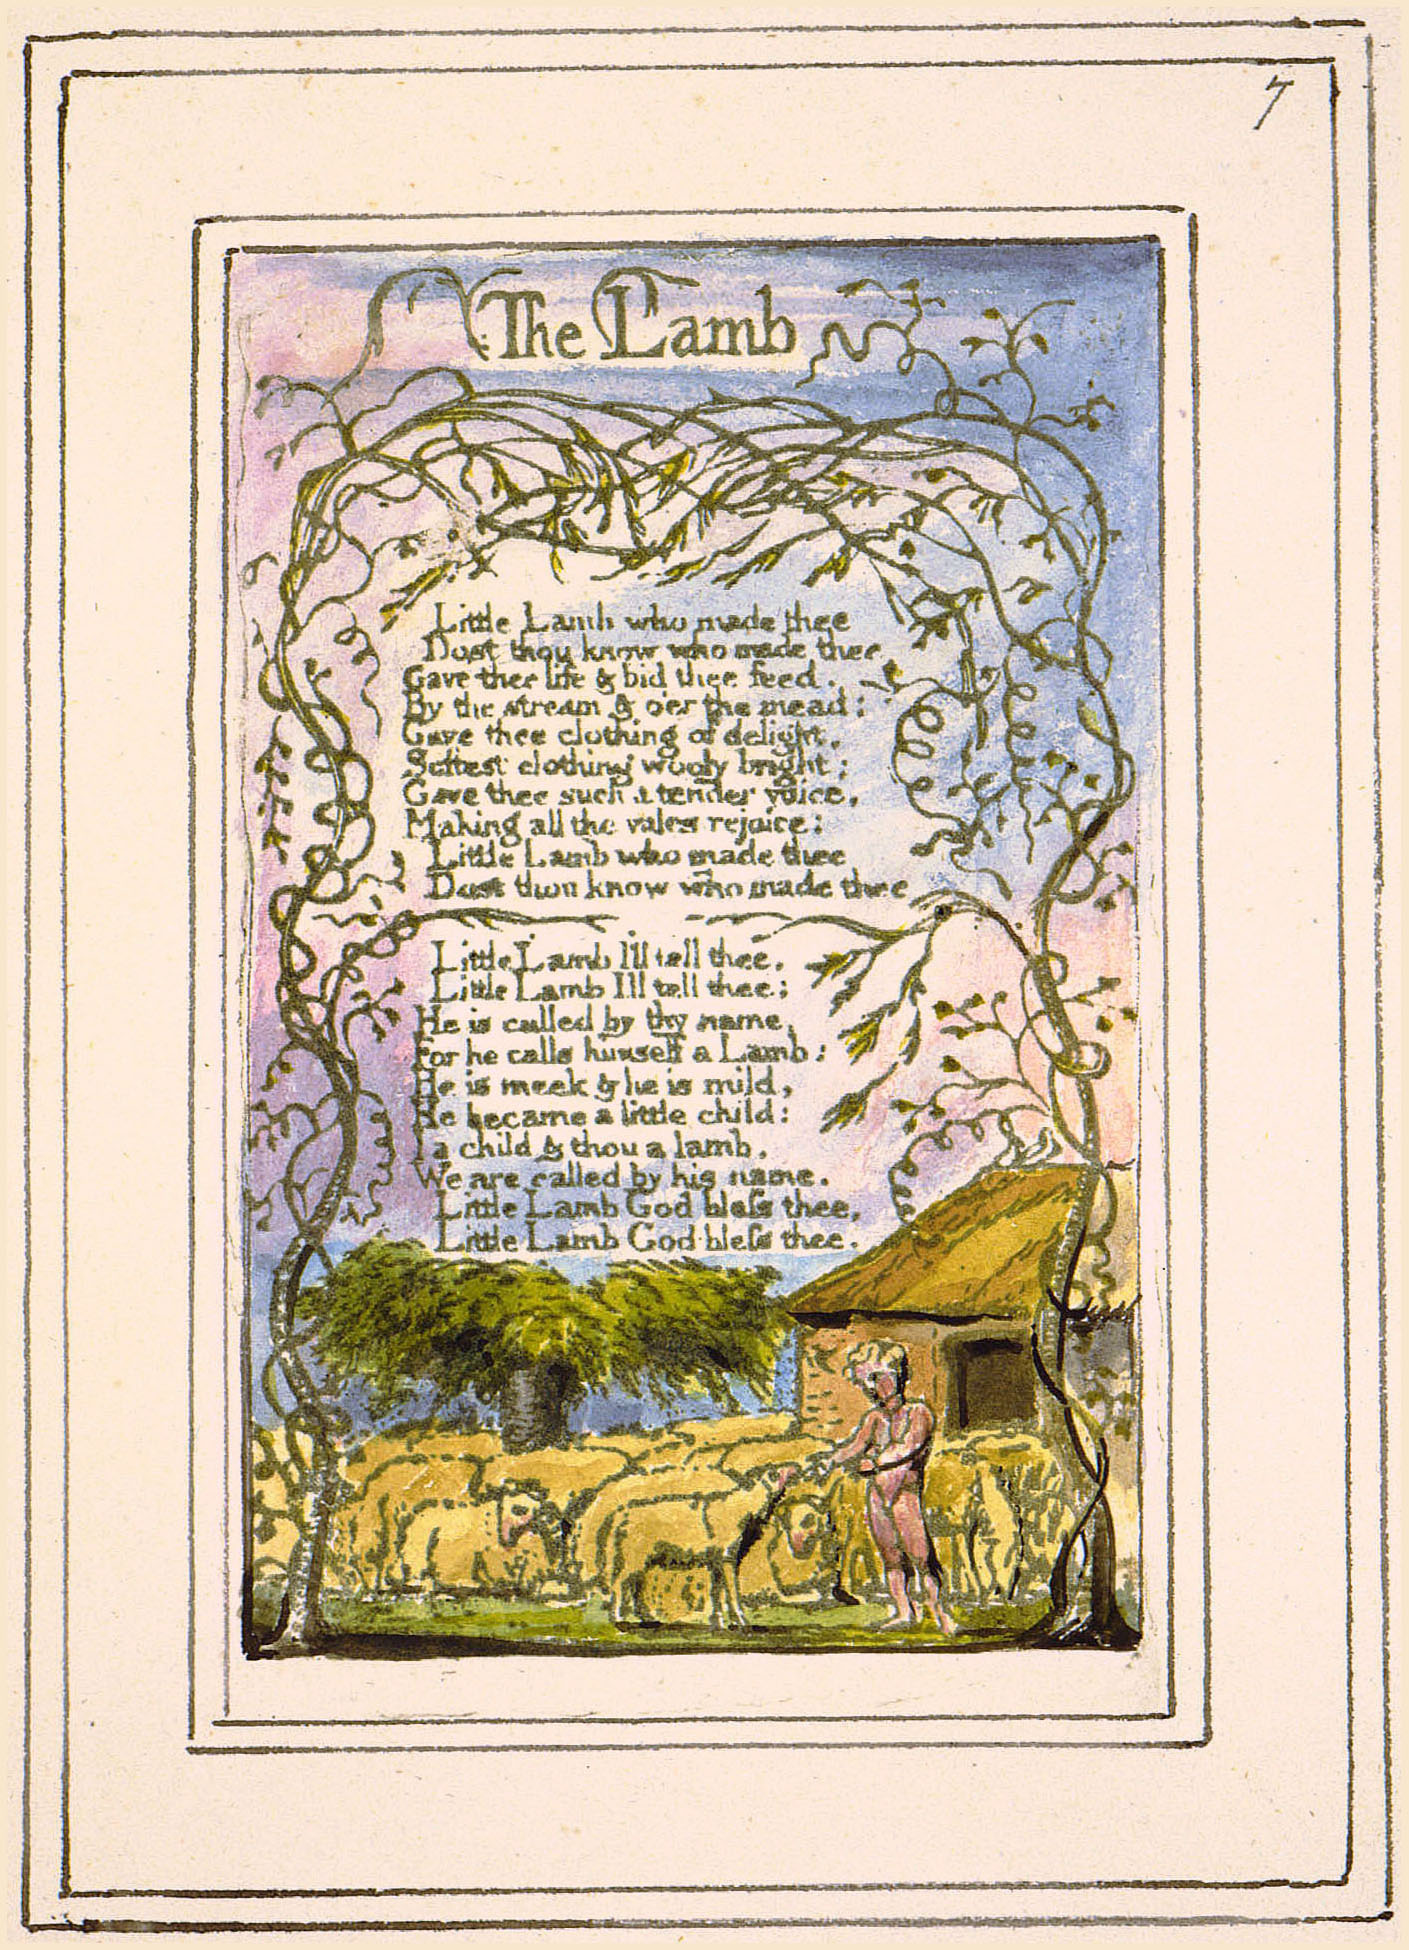 7
The Lamb
Little Lamb who made thee
Dost thou know who made thee
Gave thee life & bid thee feed.
By the stream & o'er the mead;
Gave thee clothing of delight,
Softest clothing wooly bright;
Gave thee such a tender voice,
Making all the vales rejoice:
Little Lamb who made thee
Dost thou know who made thee
Little Lamb I'll tell thee,
Little Lamb I'll tell thee;
He is called by thy name,
For he calls himself a Lamb:
He is meek & he is mild,
He became a little child:
I a child & thou a lamb,
We are called by his name.
Little Lamb God bleſs thee,
Little Lamb God bleſs thee.